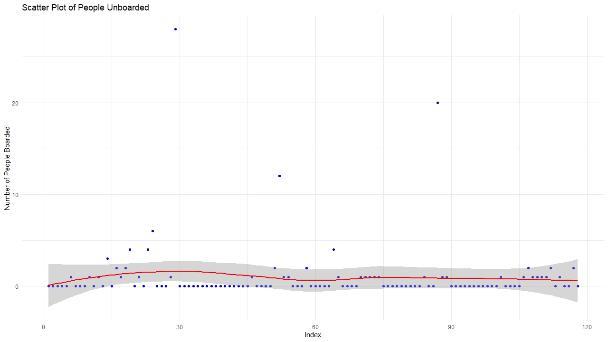 Scatter Plot of People Unboarded
Number of People Boarded
20
10
0
0 30 60 90 120
Index